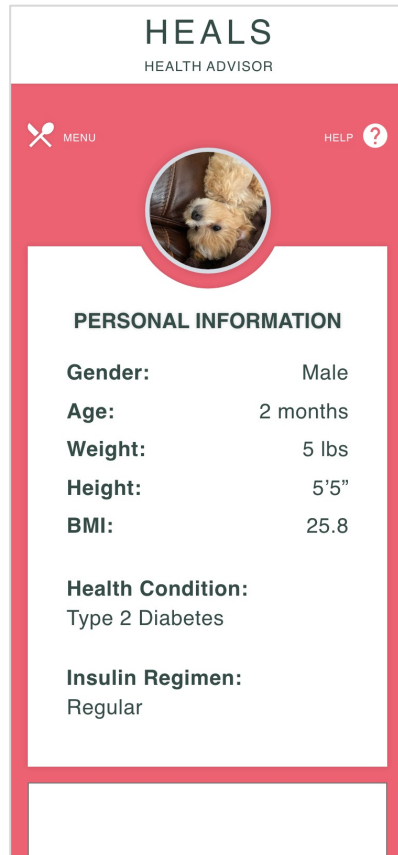 HEALS
HEALTH ADVISOR
MENU
HELP ?
PERSONAL INFORMATION
Gender: Male
Age: 2 months
Weight: 5 lbs
Height: 5’5”
BMI: 25.8
Health Condition:
Type 2 Diabetes
Insulin Regimen:
Regular